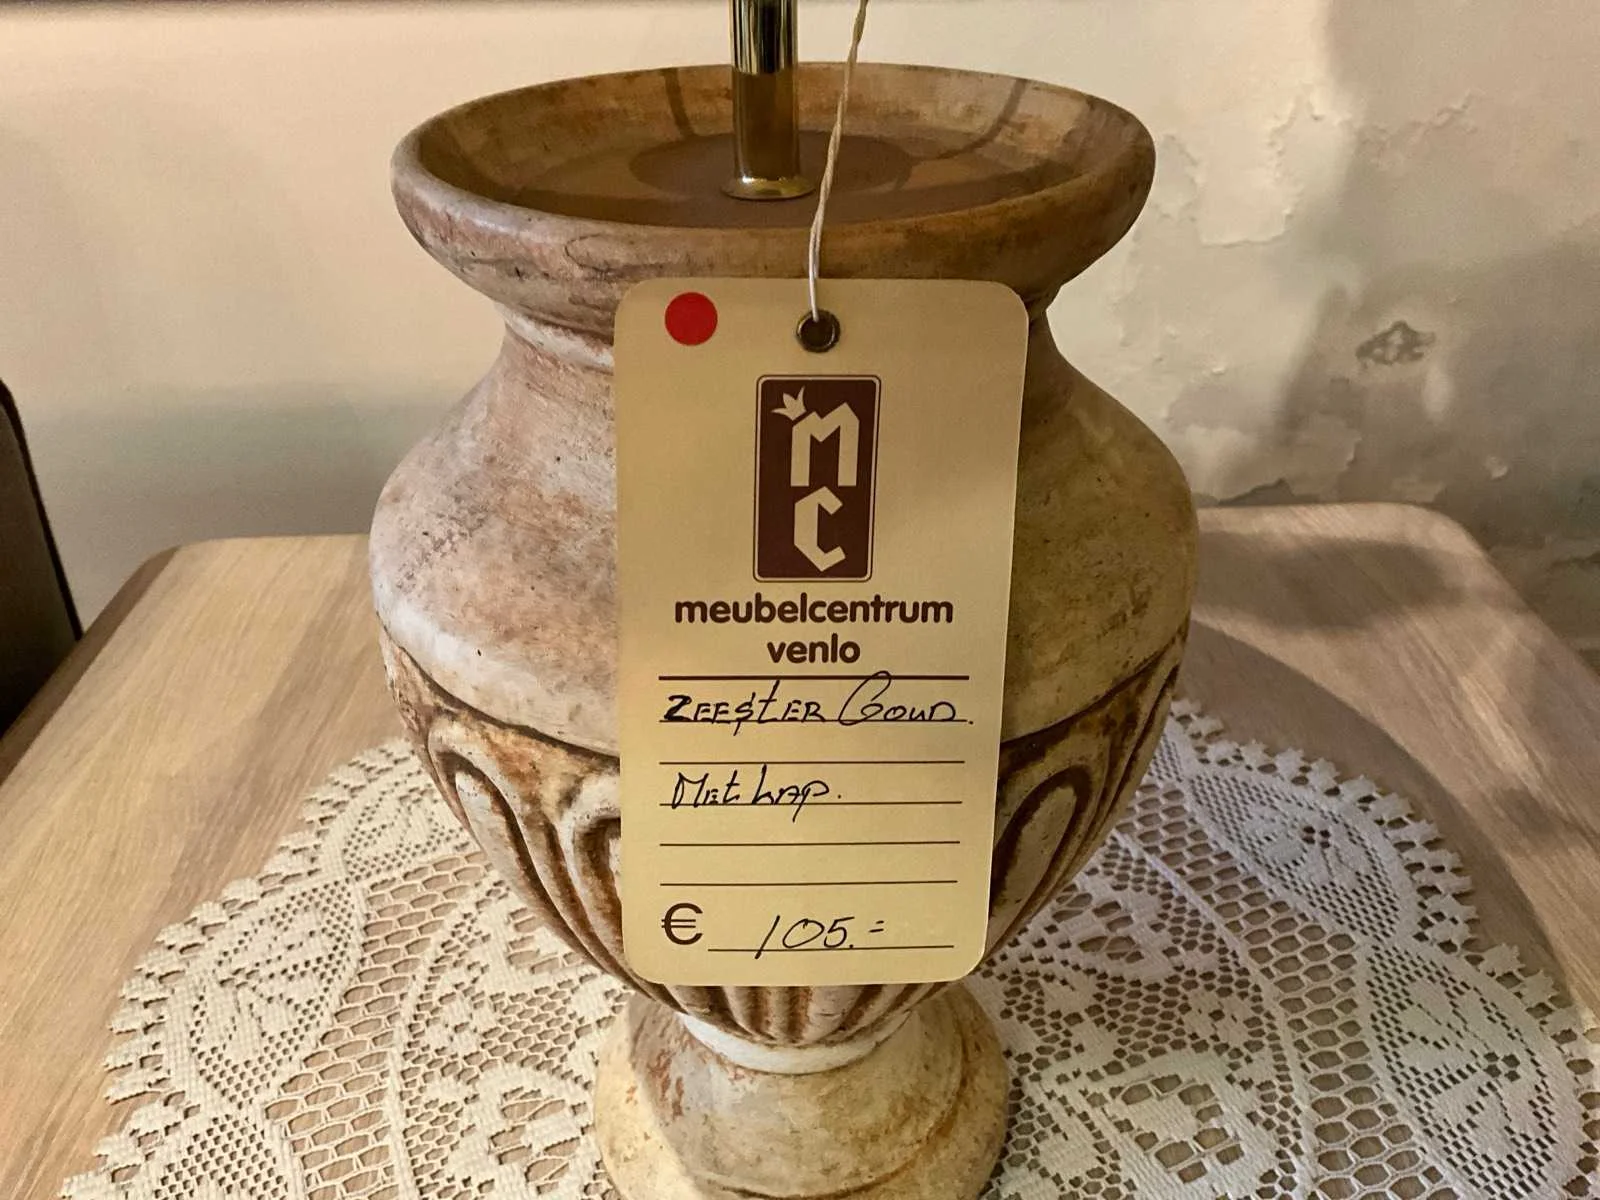 MC
meubelcentrum
venlo
ZEESTER GOUD.
MET KAP.
€ 105.=